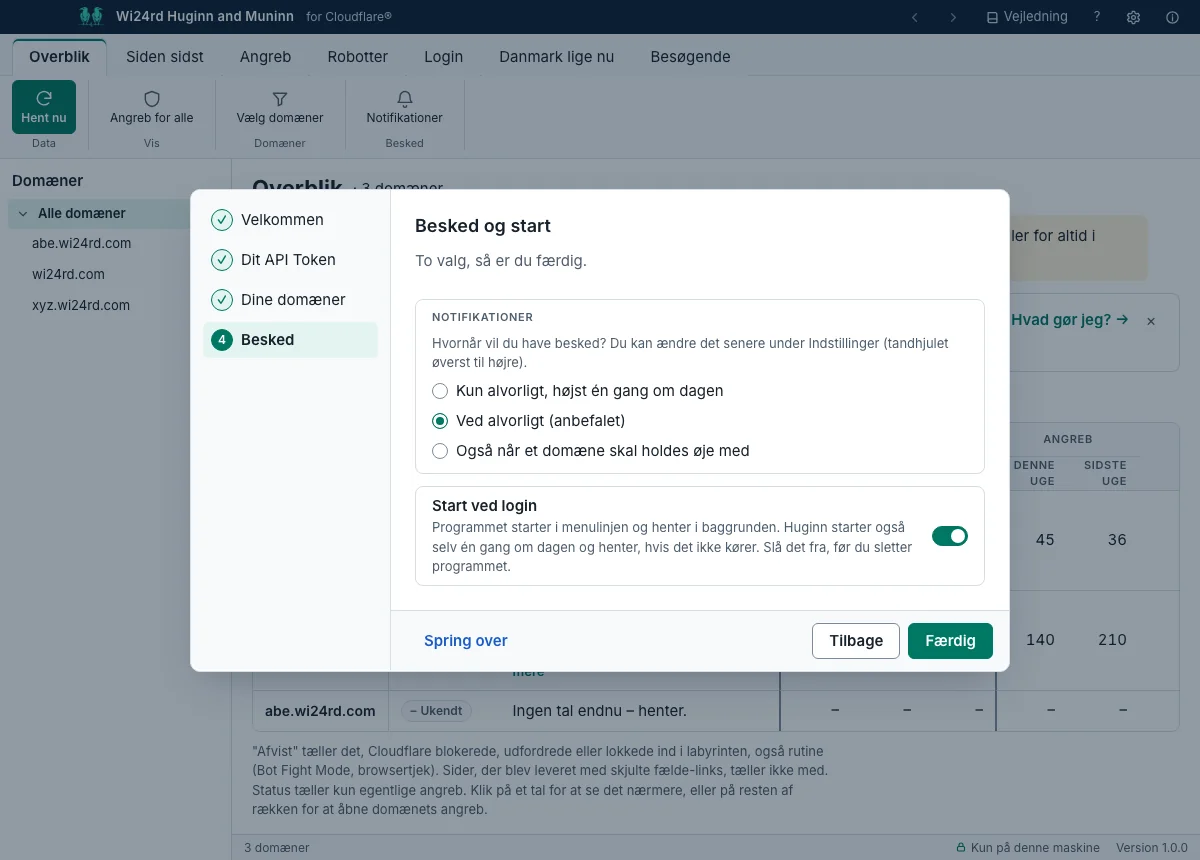 Wi24rd Huginn and Muninn for Cloudflare®
Vejledning ?
Overblik Siden sidst Angreb Robotter Login Danmark lige nu Besøgende
Hent nu Angreb for alle Vælg domæner Notifikationer
Data Vis Domæner Besked
Domæner
Alle domæner
abe.wi24rd.com
wi24rd.com
xyz.wi24rd.com
Overblik · 3 domæner
ler for altid i
Hvad gør jeg? → ×
Velkommen
Dit API Token
Dine domæner
4 Besked
Besked og start
To valg, så er du færdig.
NOTIFIKATIONER
Hvornår vil du have besked? Du kan ændre det senere under Indstillinger (tandhjulet
øverst til højre).
Kun alvorligt, højst én gang om dagen
Ved alvorligt (anbefalet)
Også når et domæne skal holdes øje med
Start ved login
Programmet starter i menulinjen og henter i baggrunden. Huginn starter også
selv én gang om dagen og henter, hvis det ikke kører. Slå det fra, før du sletter
programmet.
Spring over Tilbage Færdig
ANGREB
DENNE SIDSTE
UGE UGE
45 36
140 210
mere
abe.wi24rd.com – Ukendt Ingen tal endnu – henter. – – – – –
"Afvist" tæller det, Cloudflare blokerede, udfordrede eller lokkede ind i labyrinten, også rutine
(Bot Fight Mode, browsertjek). Sider, der blev leveret med skjulte fælde-links, tæller ikke med.
Status tæller kun egentlige angreb. Klik på et tal for at se det nærmere, eller på resten af
rækken for at åbne domænets angreb.
3 domæner Kun på denne maskine Version 1.0.0